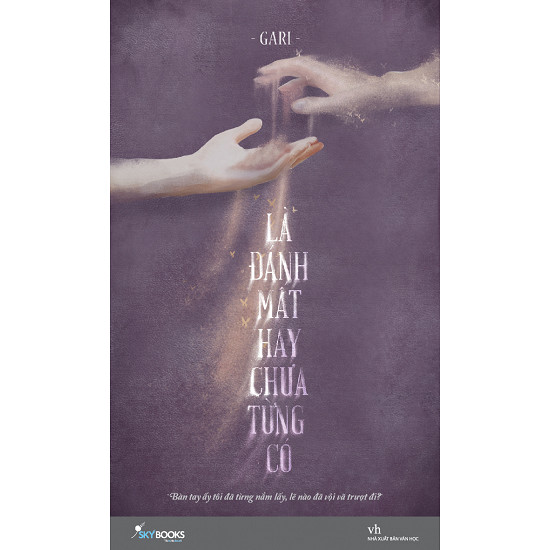 - GARI -
LÀ
ĐÁNH
MẤT
HAY
CHƯA
TỪNG
CÓ
"Bàn tay ấy tôi đã từng nắm lấy, lẽ nào đã vội vã trượt đi?"
SKYBOOKS
vh
NHÀ XUẤT BẢN VĂN HỌC